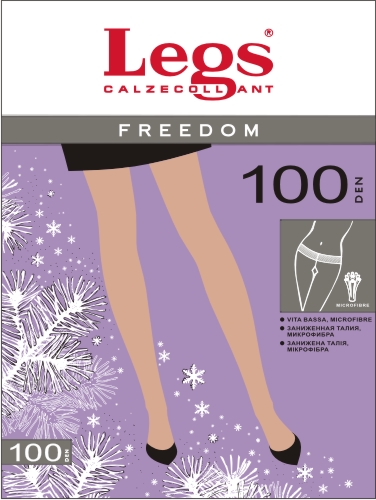 Legs®
CALZECOLLANT
FREEDOM
100 DEN
MICROFIBRE
● VITA BASSA, MICROFIBRE
● ЗАНИЖЕННАЯ ТАЛИЯ,
МИКРОФИБРА
● ЗАНИЖЕНА ТАЛІЯ,
МІКРОФІБРА
100 DEN